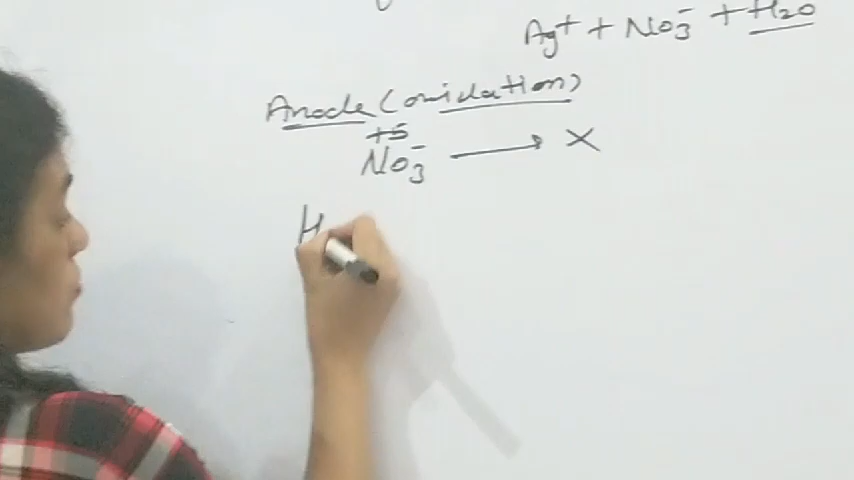 Ag+ + No3- + H2O
Anode (oxidation)
+5
No3- → X
H